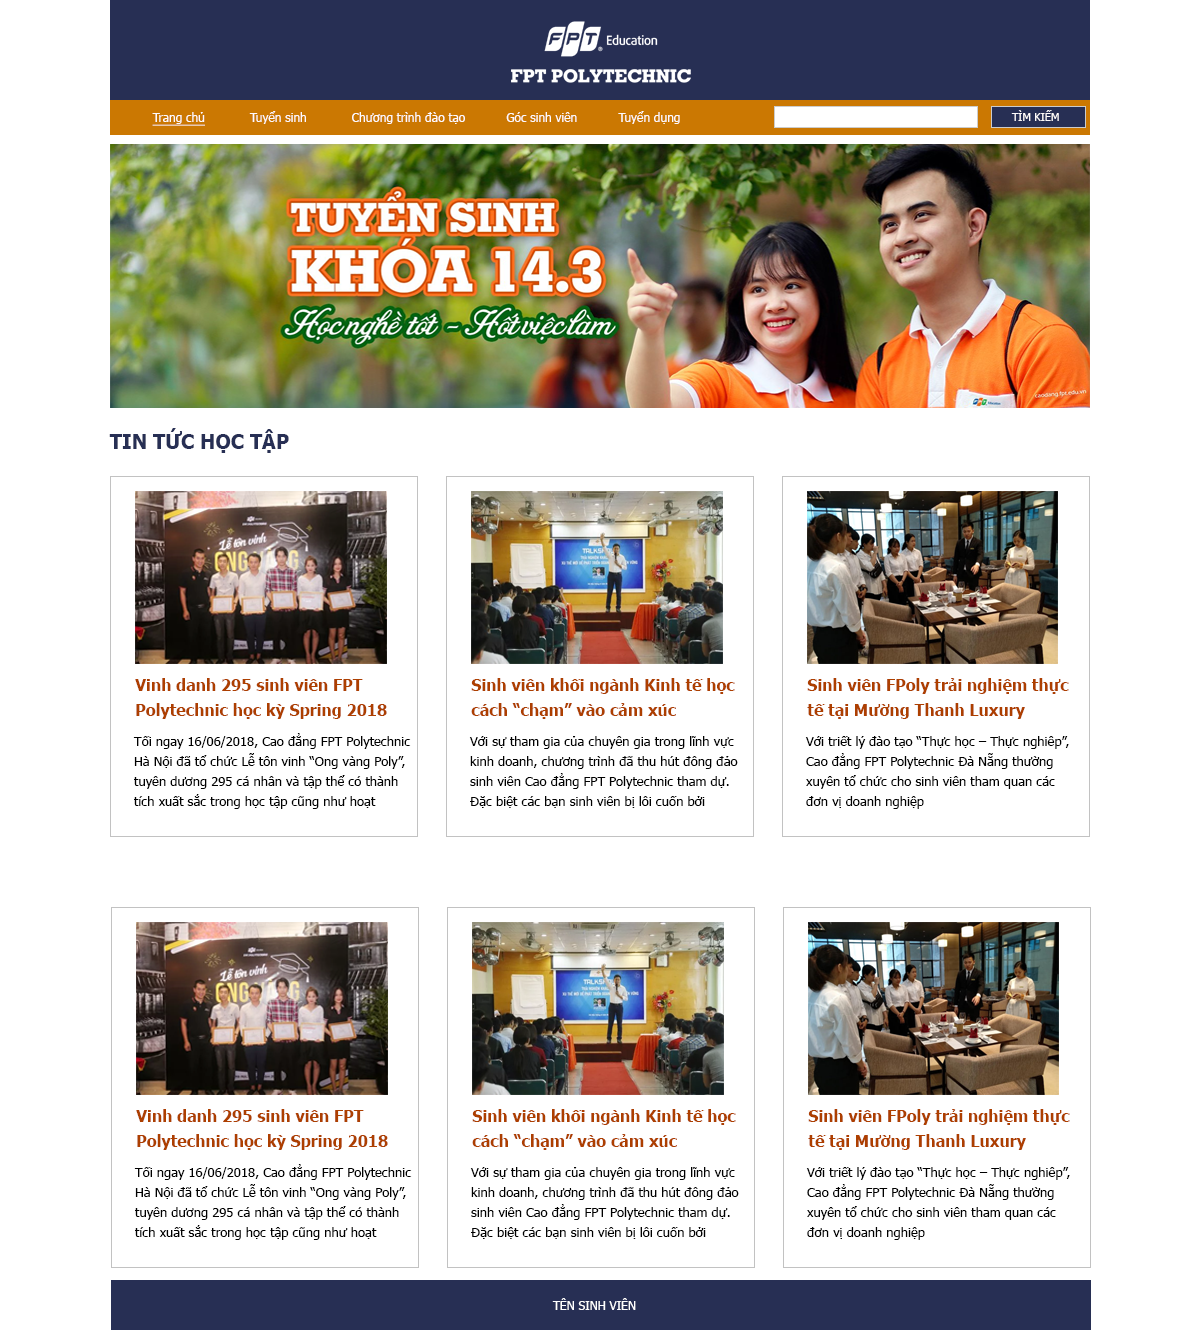 FPT Education
FPT POLYTECHNIC
Trang chủ Tuyển sinh Chương trình đào tạo Góc sinh viên Tuyển dụng TÌM KIẾM
TUYỂN SINH
KHÓA 14.3
Học nghề tốt - Hốt việc làm
FPT Education
caodang.fpt.edu.vn
TIN TỨC HỌC TẬP
Lễ tôn vinh
ONG VÀNG
TALKSHOW
Vinh danh 295 sinh viên FPT
Polytechnic học kỳ Spring 2018
Tối ngay 16/06/2018, Cao đẳng FPT Polytechnic
Hà Nội đã tổ chức Lễ tôn vinh “Ong vàng Poly”,
tuyên dương 295 cá nhân và tập thể có thành
tích xuất sắc trong học tập cũng như hoạt
Sinh viên khối ngành Kinh tế học
cách “chạm” vào cảm xúc
Với sự tham gia của chuyên gia trong lĩnh vực
kinh doanh, chương trình đã thu hút đông đảo
sinh viên Cao đẳng FPT Polytechnic tham dự.
Đặc biệt các bạn sinh viên bị lôi cuốn bởi
Sinh viên FPoly trải nghiệm thực
tế tại Mường Thanh Luxury
Với triết lý đào tạo “Thực học – Thực nghiệp”,
Cao đẳng FPT Polytechnic Đà Nẵng thường
xuyên tổ chức cho sinh viên tham quan các
đơn vị doanh nghiệp
Lễ tôn vinh
ONG VÀNG
TALKSHOW
Vinh danh 295 sinh viên FPT
Polytechnic học kỳ Spring 2018
Tối ngay 16/06/2018, Cao đẳng FPT Polytechnic
Hà Nội đã tổ chức Lễ tôn vinh “Ong vàng Poly”,
tuyên dương 295 cá nhân và tập thể có thành
tích xuất sắc trong học tập cũng như hoạt
Sinh viên khối ngành Kinh tế học
cách “chạm” vào cảm xúc
Với sự tham gia của chuyên gia trong lĩnh vực
kinh doanh, chương trình đã thu hút đông đảo
sinh viên Cao đẳng FPT Polytechnic tham dự.
Đặc biệt các bạn sinh viên bị lôi cuốn bởi
Sinh viên FPoly trải nghiệm thực
tế tại Mường Thanh Luxury
Với triết lý đào tạo “Thực học – Thực nghiệp”,
Cao đẳng FPT Polytechnic Đà Nẵng thường
xuyên tổ chức cho sinh viên tham quan các
đơn vị doanh nghiệp
TÊN SINH VIÊN